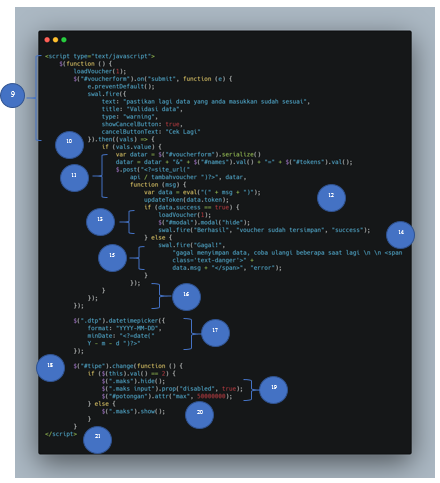 <script type="text/javascript">
$(function () {
loadVoucher(1);
$("#voucherform").on("submit", function (e) {
9
e.preventDefault();
swal.fire({
text: "pastikan lagi data yang anda masukkan sudah sesuai",
title: "Validasi data",
type: "warning",
showCancelButton: true,
cancelButtonText: "Cek Lagi"
10
}).then((vals) => {
if (vals.value) {
var datar = $("#voucherform").serialize()
datar = datar + "&" + $("#names").val() + "=" + $("#tokens").val();
11
$.post("<?=site_url("
api / tambahvoucher ")?>", datar,
function (msg) {
var data = eval("(" + msg + ")");
12
updateToken(data.token);
if (data.success == true) {
13
loadVoucher(1);
$("#modal").modal("hide");
swal.fire("Berhasil", "voucher sudah tersimpan", "success");
14
} else {
swal.fire("Gagal!",
15
"gagal menyimpan data, coba ulangi beberapa saat lagi \n \n <span
class='text-danger'>" +
data.msg + "</span>", "error");
}
});
}
16
});
});
$(".dtp").datetimepicker({
format: "YYYY-MM-DD",
17
minDate: "<?=date("
Y - m - d ")?>"
});
18
$("#tipe").change(function () {
if ($(this).val() == 2) {
$(".maks").hide();
$(".maks input").prop("disabled", true);
19
$("#potongan").attr("max", 50000000);
} else {
$(".maks").show();
20
}
}
</script>
21